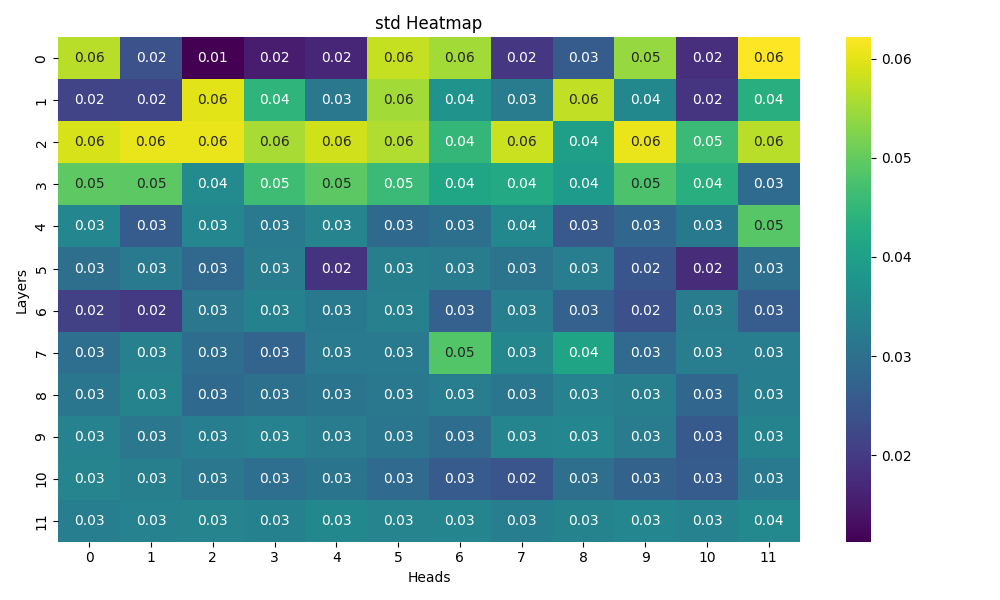 std Heatmap
0 0.06 0.02 0.01 0.02 0.02 0.06 0.06 0.02 0.03 0.05 0.02 0.06
1 0.02 0.02 0.06 0.04 0.03 0.06 0.04 0.03 0.06 0.04 0.02 0.04
2 0.06 0.06 0.06 0.06 0.06 0.06 0.04 0.06 0.04 0.06 0.05 0.06
3 0.05 0.05 0.04 0.05 0.05 0.05 0.04 0.04 0.04 0.05 0.04 0.03
4 0.03 0.03 0.03 0.03 0.03 0.03 0.03 0.04 0.03 0.03 0.03 0.05
5 0.03 0.03 0.03 0.03 0.02 0.03 0.03 0.03 0.03 0.02 0.02 0.03
6 0.02 0.02 0.03 0.03 0.03 0.03 0.03 0.03 0.03 0.02 0.03 0.03
7 0.03 0.03 0.03 0.03 0.03 0.03 0.05 0.03 0.04 0.03 0.03 0.03
8 0.03 0.03 0.03 0.03 0.03 0.03 0.03 0.03 0.03 0.03 0.03 0.03
9 0.03 0.03 0.03 0.03 0.03 0.03 0.03 0.03 0.03 0.03 0.03 0.03
10 0.03 0.03 0.03 0.03 0.03 0.03 0.03 0.02 0.03 0.03 0.03 0.03
11 0.03 0.03 0.03 0.03 0.03 0.03 0.03 0.03 0.03 0.03 0.03 0.04
0 1 2 3 4 5 6 7 8 9 10 11
Heads
Layers
0.06
0.05
0.04
0.03
0.02